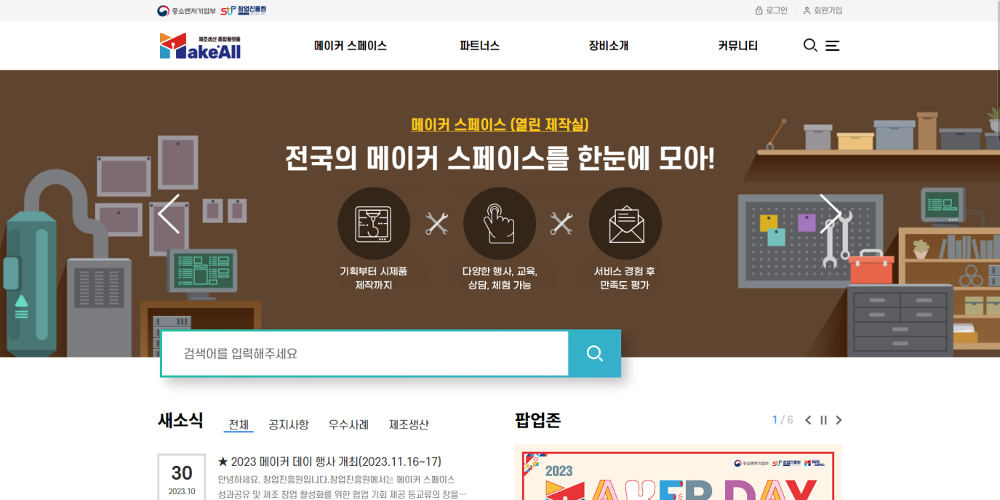 중소벤처기업부 창업진흥원
로그인 회원가입
제조생산 종합플랫폼
MakeAll
메이커 스페이스 파트너스 장비소개 커뮤니티
메이커 스페이스 (열린 제작실)
전국의 메이커 스페이스를 한눈에 모아!
기획부터 시제품 제작까지
다양한 행사, 교육, 상담, 체험 가능
서비스 경험 후 만족도 평가
검색어를 입력해주세요
새소식 전체 공지사항 우수사례 제조생산
30
2023.10
★ 2023 메이커 데이 행사 개최(2023.11.16~17)
안녕하세요. 창업진흥원입니다.창업진흥원에서는 메이커 스페이스
성과공유 및 제조 창업 활성화를 위한 협업 기회 제공 등교류의 장을…
팝업존
1 / 6
중소벤처기업부 창업진흥원
2023
MAKER DAY